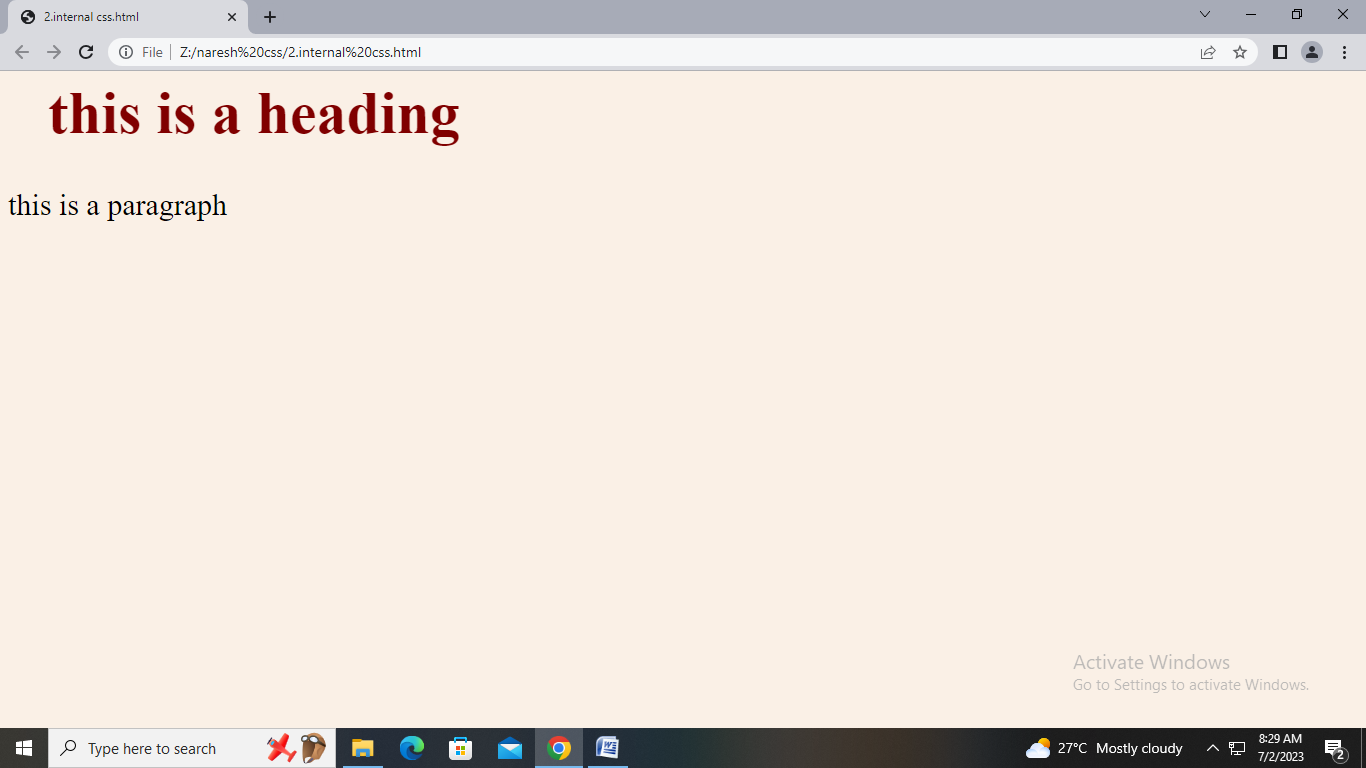 2.internal css.html
File
Z:/naresh%20css/2.internal%20css.html
this is a heading
this is a paragraph
Activate Windows
Go to Settings to activate Windows.
Type here to search
27°C Mostly cloudy
8:29 AM
7/2/2023
2